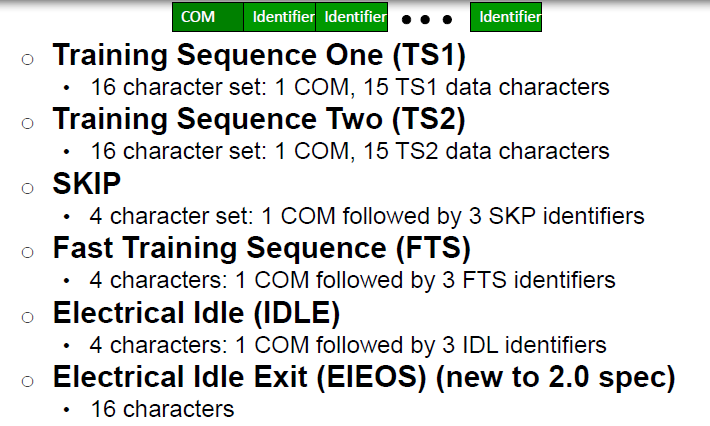 COM Identifier Identifier ••• Identifier
○ Training Sequence One (TS1)
• 16 character set: 1 COM, 15 TS1 data characters
○ Training Sequence Two (TS2)
• 16 character set: 1 COM, 15 TS2 data characters
○ SKIP
• 4 character set: 1 COM followed by 3 SKP identifiers
○ Fast Training Sequence (FTS)
• 4 characters: 1 COM followed by 3 FTS identifiers
○ Electrical Idle (IDLE)
• 4 characters: 1 COM followed by 3 IDL identifiers
○ Electrical Idle Exit (EIEOS) (new to 2.0 spec)
• 16 characters